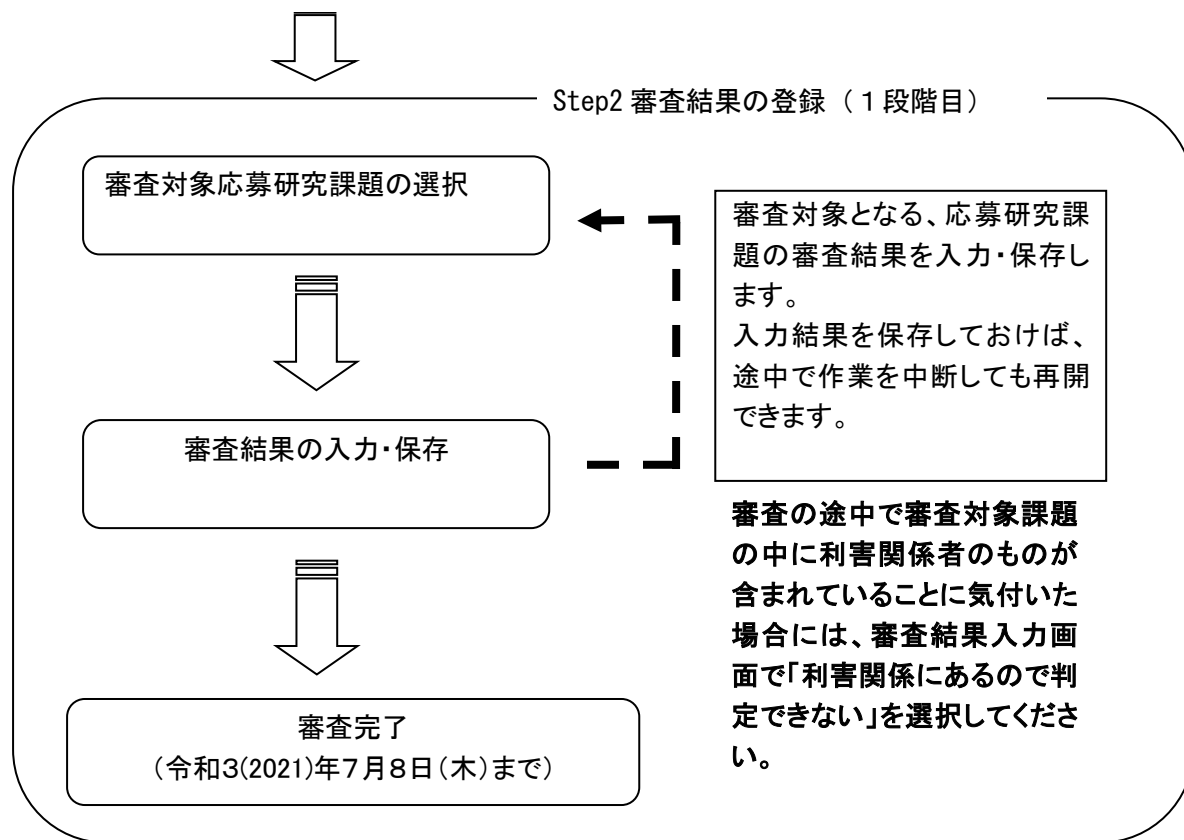 Step2 審査結果の登録（１段階目）
審査対象応募研究課題の選択
審査対象となる、応募研究課
題の審査結果を入力・保存し
ます。
入力結果を保存しておけば、
途中で作業を中断しても再開
できます。
審査結果の入力・保存
審査の途中で審査対象課題
の中に利害関係者のものが
含まれていることに気付いた
場合には、審査結果入力画
面で「利害関係にあるので判
定できない」を選択してくださ
い。
審査完了
（令和３(2021)年７月８日（木）まで）